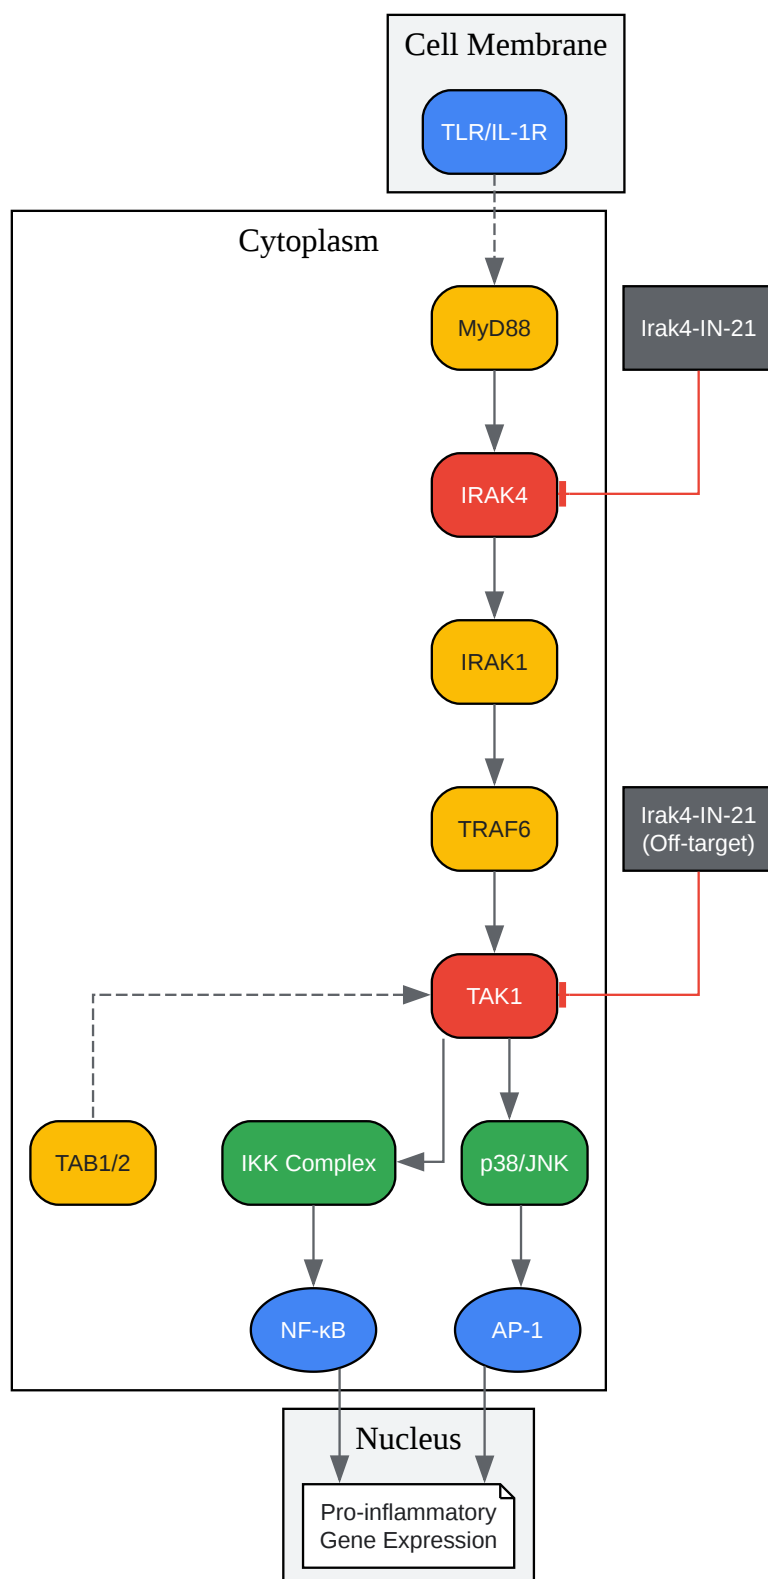 Cell Membrane
TLR/IL-1R
Cytoplasm
MyD88
Irak4-IN-21
IRAK4
IRAK1
TRAF6
Irak4-IN-21
(Off-target)
TAK1
TAB1/2
IKK Complex
p38/JNK
NF-κB
AP-1
Nucleus
Pro-inflammatory
Gene Expression